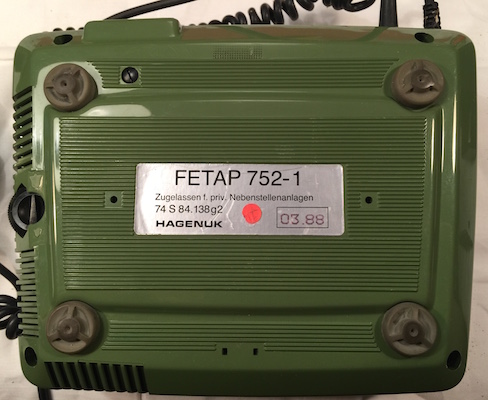 FETAP 752-1
Zugelassen f. priv. Nebenstellenanlagen
74 S 84.138g2
HAGENUK
03.88